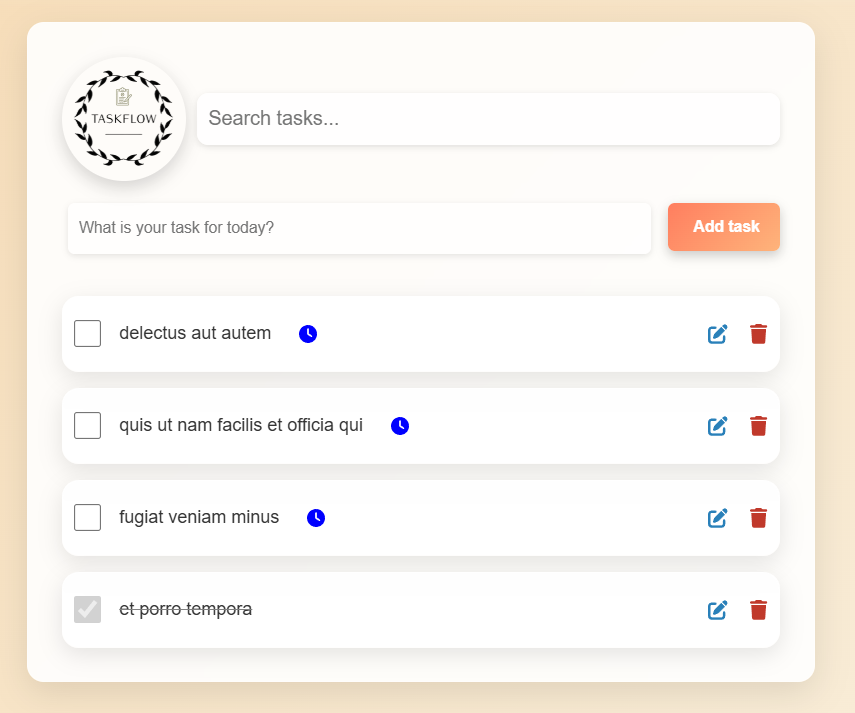 TASKFLOW
Search tasks...
What is your task for today?
Add task
delectus aut autem
quis ut nam facilis et officia qui
fugiat veniam minus
et porro tempora